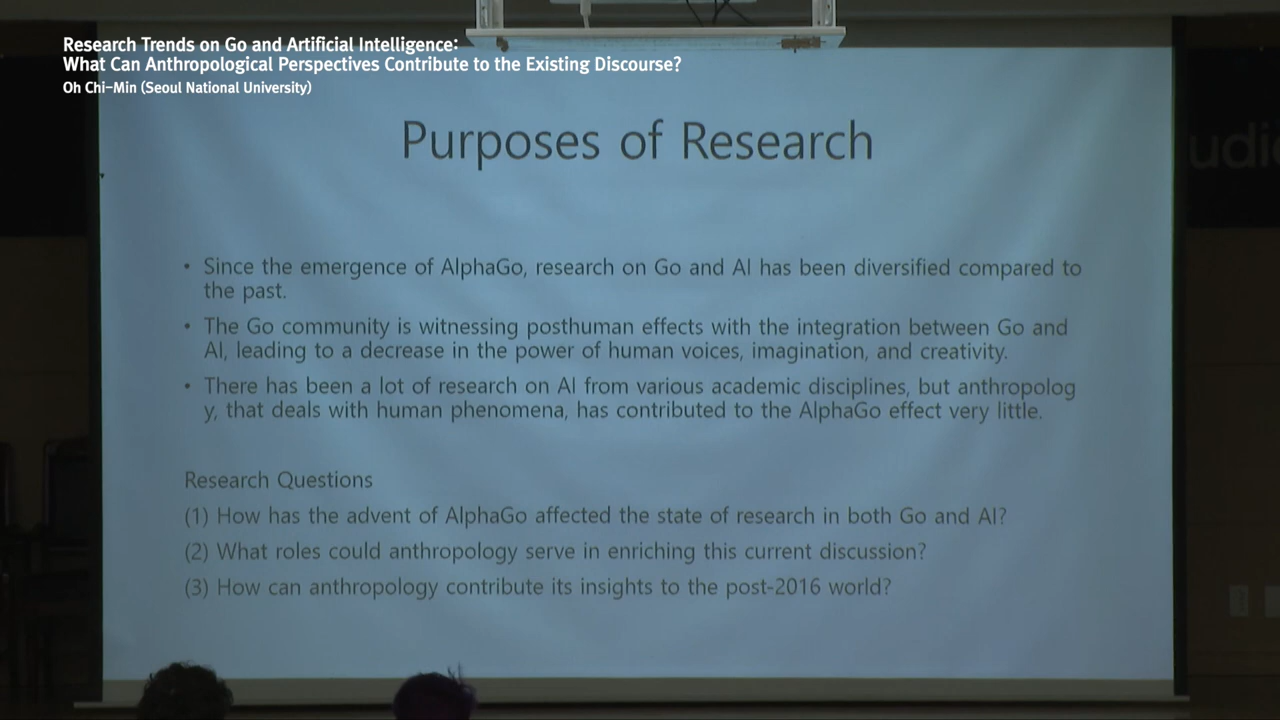 Research Trends on Go and Artificial Intelligence:
What Can Anthropological Perspectives Contribute to the Existing Discourse?
Oh Chi-Min (Seoul National University)
Purposes of Research
• Since the emergence of AlphaGo, research on Go and AI has been diversified compared to
the past.
• The Go community is witnessing posthuman effects with the integration between Go and
AI, leading to a decrease in the power of human voices, imagination, and creativity.
• There has been a lot of research on AI from various academic disciplines, but anthropolog
y, that deals with human phenomena, has contributed to the AlphaGo effect very little.
Research Questions
(1) How has the advent of AlphaGo affected the state of research in both Go and AI?
(2) What roles could anthropology serve in enriching this current discussion?
(3) How can anthropology contribute its insights to the post-2016 world?